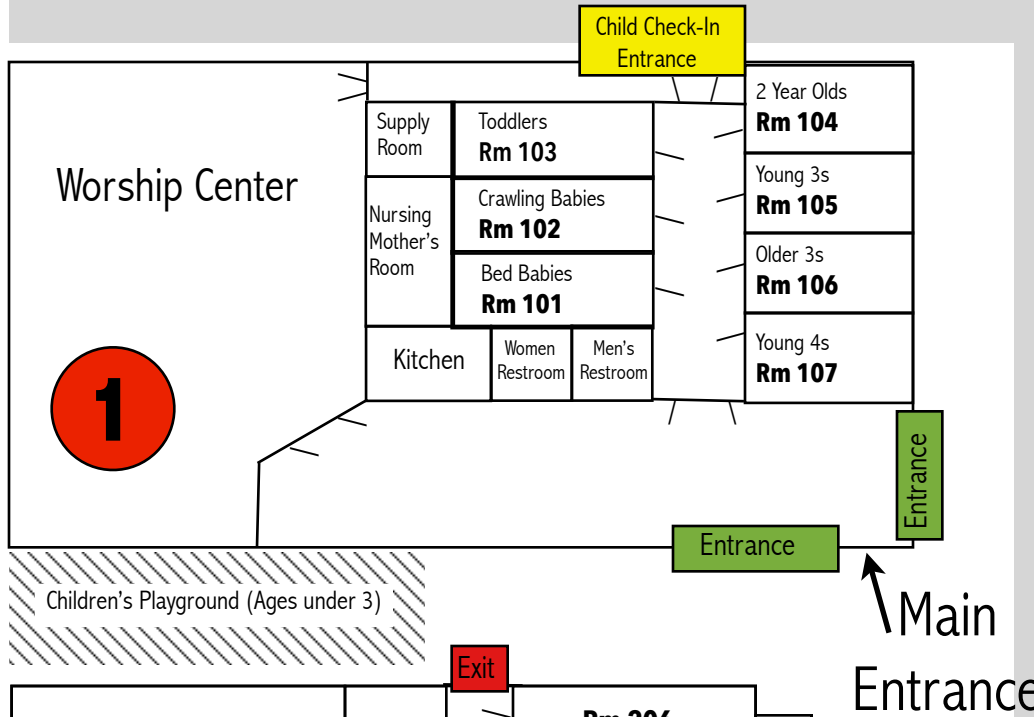 Child Check-In
Entrance
2 Year Olds
Rm 104
Supply
Room
Toddlers
Rm 103
Worship Center
Young 3s
Rm 105
Nursing
Mother's
Room
Crawling Babies
Rm 102
Older 3s
Rm 106
Bed Babies
Rm 101
Kitchen
Women
Restroom
Men's
Restroom
Young 4s
Rm 107
1
Entrance
Entrance
Children's Playground (Ages under 3)
Main
Entrance
Exit
Rm 206